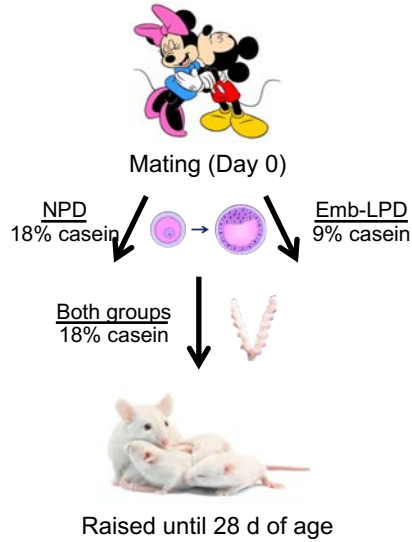 Mating (Day 0)
NPD
18% casein
Emb-LPD
9% casein
Both groups
18% casein
Raised until 28 d of age